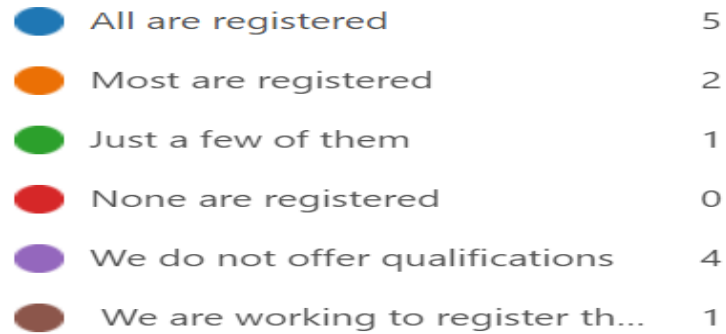 All are registered 5
Most are registered 2
Just a few of them 1
None are registered 0
We do not offer qualifications 4
We are working to register th... 1